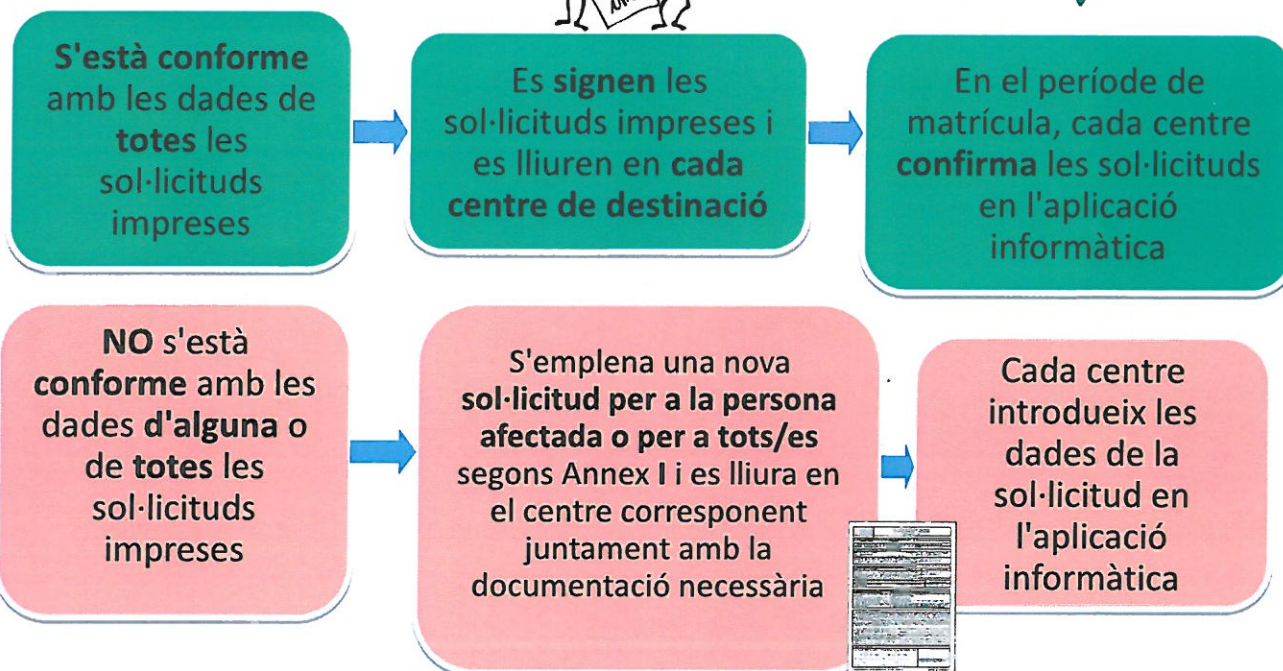 S'està conforme
amb les dades de
totes les
sol·licituds
impreses
Es signen les
sol·licituds impreses i
es lliuren en cada
centre de destinació
En el període de
matrícula, cada centre
confirma les sol·licituds
en l'aplicació
informàtica
NO s'està
conforme amb les
dades d'alguna o
de totes les
sol·licituds
impreses
S'emplena una nova
sol·licitud per a la persona
afectada o per a tots/es
segons Annex I i es lliura en
el centre corresponent
juntament amb la
documentació necessària
Cada centre
introdueix les
dades de la
sol·licitud en
l'aplicació
informàtica